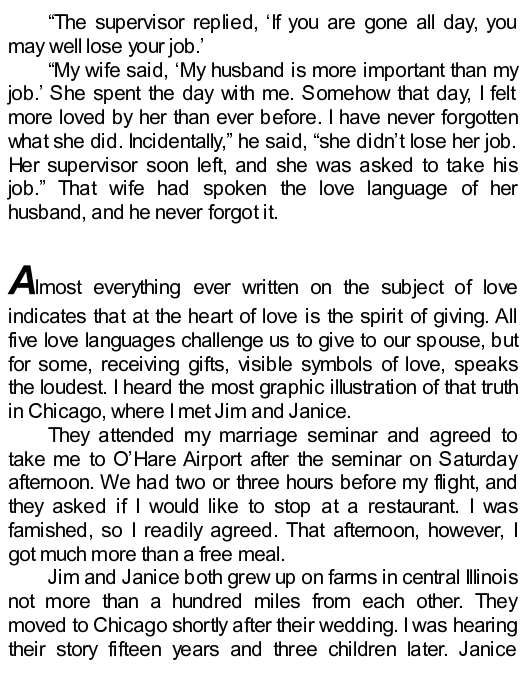 “The supervisor replied, ‘If you are gone all day, you
may well lose your job.’
“My wife said, ‘My husband is more important than my
job.’ She spent the day with me. Somehow that day, I felt
more loved by her than ever before. I have never forgotten
what she did. Incidentally,” he said, “she didn’t lose her job.
Her supervisor soon left, and she was asked to take his
job.” That wife had spoken the love language of her
husband, and he never forgot it.
Almost everything ever written on the subject of love
indicates that at the heart of love is the spirit of giving. All
five love languages challenge us to give to our spouse, but
for some, receiving gifts, visible symbols of love, speaks
the loudest. I heard the most graphic illustration of that truth
in Chicago, where I met Jim and Janice.
They attended my marriage seminar and agreed to
take me to O’Hare Airport after the seminar on Saturday
afternoon. We had two or three hours before my flight, and
they asked if I would like to stop at a restaurant. I was
famished, so I readily agreed. That afternoon, however, I
got much more than a free meal.
Jim and Janice both grew up on farms in central Illinois
not more than a hundred miles from each other. They
moved to Chicago shortly after their wedding. I was hearing
their story fifteen years and three children later. Janice